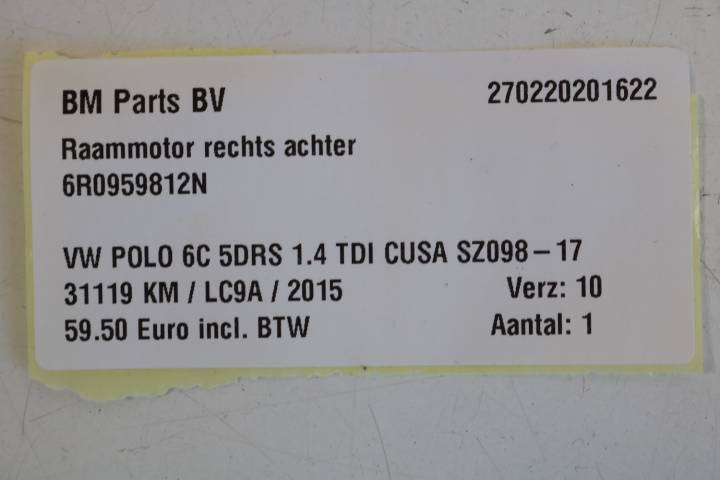 BM Parts BV 270220201622
Raammotor rechts achter
6R0959812N
VW POLO 6C 5DRS 1.4 TDI CUSA SZ098-17
31119 KM / LC9A / 2015 Verz: 10
59.50 Euro incl. BTW Aantal: 1